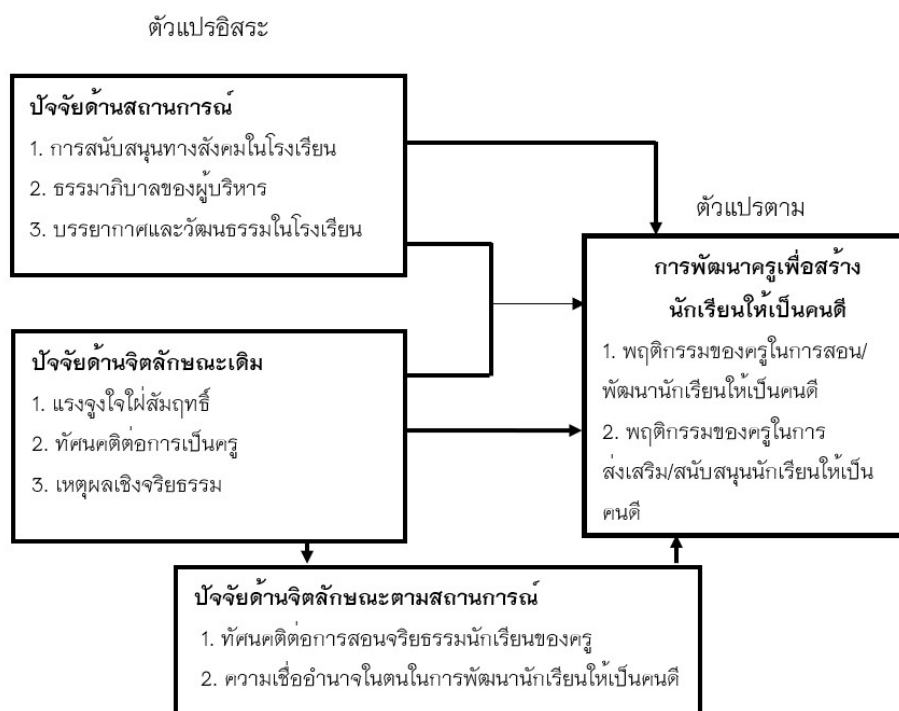 ตัวแปรอิสระ
ปัจจัยด้านสถานการณ์
1. การสนับสนุนทางสังคมในโรงเรียน
2. ธรรมาภิบาลของผู้บริหาร
3. บรรยากาศและวัฒนธรรมในโรงเรียน
ปัจจัยด้านจิตลักษณะเดิม
1. แรงจูงใจใฝ่สัมฤทธิ์
2. ทัศนคติต่อการเป็นครู
3. เหตุผลเชิงจริยธรรม
ตัวแปรตาม
การพัฒนาครูเพื่อสร้าง
นักเรียนให้เป็นคนดี
1. พฤติกรรมของครูในการสอน/
พัฒนานักเรียนให้เป็นคนดี
2. พฤติกรรมของครูในการ
ส่งเสริม/สนับสนุนนักเรียนให้เป็น
คนดี
ปัจจัยด้านจิตลักษณะตามสถานการณ์
1. ทัศนคติต่อการสอนจริยธรรมนักเรียนของครู
2. ความเชื่ออำนาจในตนในการพัฒนานักเรียนให้เป็นคนดี